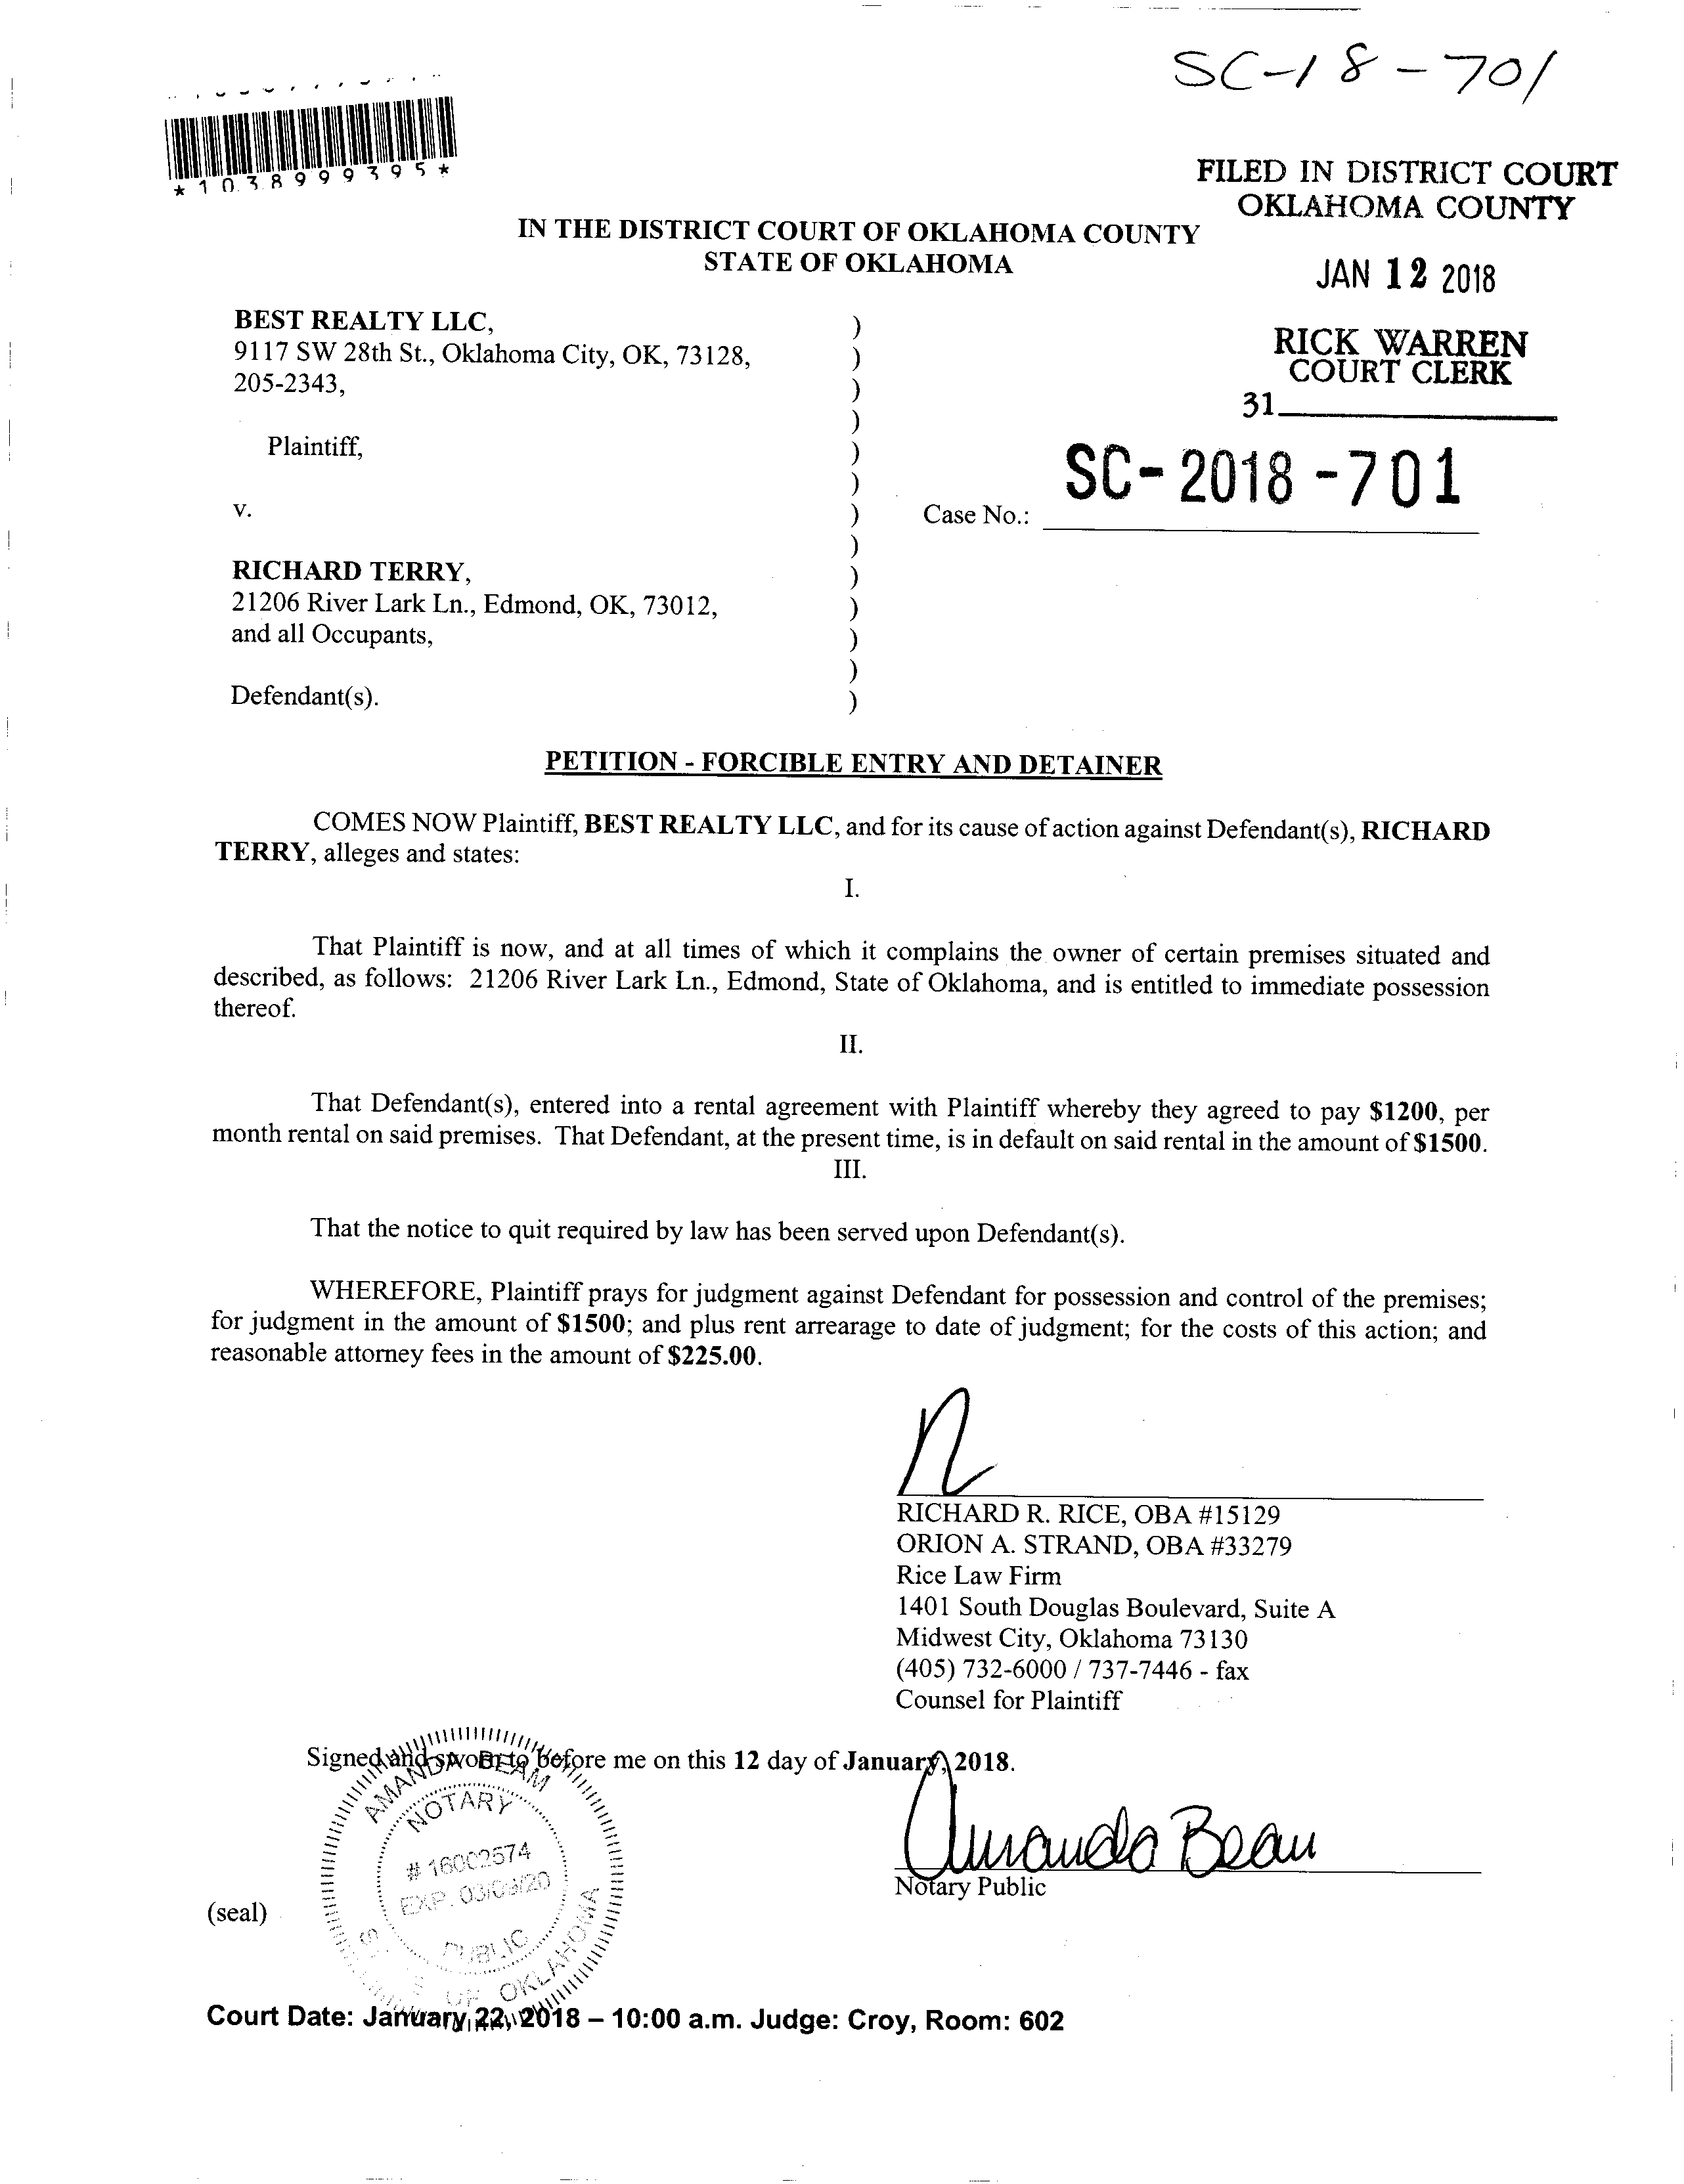 SC-18-701
*1038999395*
FILED IN DISTRICT COURT
OKLAHOMA COUNTY
IN THE DISTRICT COURT OF OKLAHOMA COUNTY
STATE OF OKLAHOMA
JAN 12 2018
RICK WARREN
COURT CLERK
31
BEST REALTY LLC, )
9117 SW 28th St., Oklahoma City, OK, 73128, )
205-2343, )
)
Plaintiff, )
)
v. ) Case No.: SC-2018-701
)
RICHARD TERRY, )
21206 River Lark Ln., Edmond, OK, 73012, )
and all Occupants, )
)
Defendant(s). )
PETITION - FORCIBLE ENTRY AND DETAINER
COMES NOW Plaintiff, BEST REALTY LLC, and for its cause of action against Defendant(s), RICHARD
TERRY, alleges and states:
I.
That Plaintiff is now, and at all times of which it complains the owner of certain premises situated and
described, as follows: 21206 River Lark Ln., Edmond, State of Oklahoma, and is entitled to immediate possession
thereof.
II.
That Defendant(s), entered into a rental agreement with Plaintiff whereby they agreed to pay $1200, per
month rental on said premises. That Defendant, at the present time, is in default on said rental in the amount of $1500.
III.
That the notice to quit required by law has been served upon Defendant(s).
WHEREFORE, Plaintiff prays for judgment against Defendant for possession and control of the premises;
for judgment in the amount of $1500; and plus rent arrearage to date of judgment; for the costs of this action; and
reasonable attorney fees in the amount of $225.00.
RICHARD R. RICE, OBA #15129
ORION A. STRAND, OBA #33279
Rice Law Firm
1401 South Douglas Boulevard, Suite A
Midwest City, Oklahoma 73130
(405) 732-6000 / 737-7446 - fax
Counsel for Plaintiff
Signed and sworn to before me on this 12 day of January, 2018.
AMANDA BEAM
NOTARY
# 16002574
EXP.
PUBLIC
OF OKLAHOMA
Amanda Beam
Notary Public
(seal)
Court Date: January 22, 2018 – 10:00 a.m. Judge: Croy, Room: 602